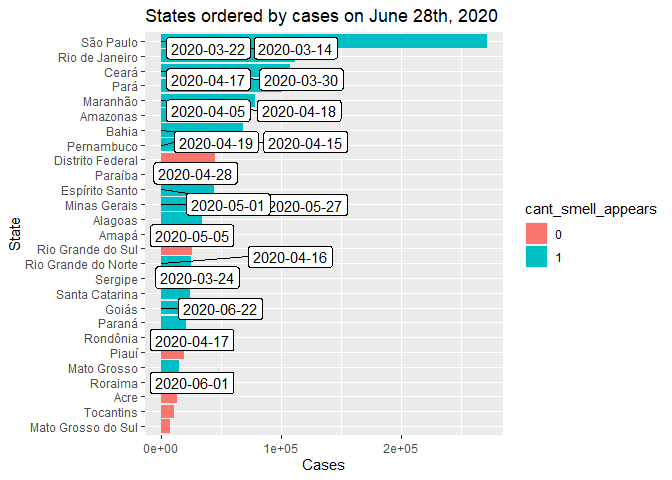 States ordered by cases on June 28th, 2020
State
São Paulo
Rio de Janeiro
Ceará
Pará
Maranhão
Amazonas
Bahia
Pernambuco
Distrito Federal
Paraíba
Espírito Santo
Minas Gerais
Alagoas
Amapá
Rio Grande do Sul
Rio Grande do Norte
Sergipe
Santa Catarina
Goiás
Paraná
Rondônia
Piauí
Mato Grosso
Roraima
Acre
Tocantins
Mato Grosso do Sul
2020-03-22 2020-03-14
2020-04-17 2020-03-30
2020-04-05 2020-04-18
2020-04-19 2020-04-15
2020-04-28
2020-05-01 2020-05-27
2020-05-05
2020-04-16
2020-03-24
2020-06-22
2020-04-17
2020-06-01
0e+00 1e+05 2e+05
Cases
cant_smell_appears
0
1